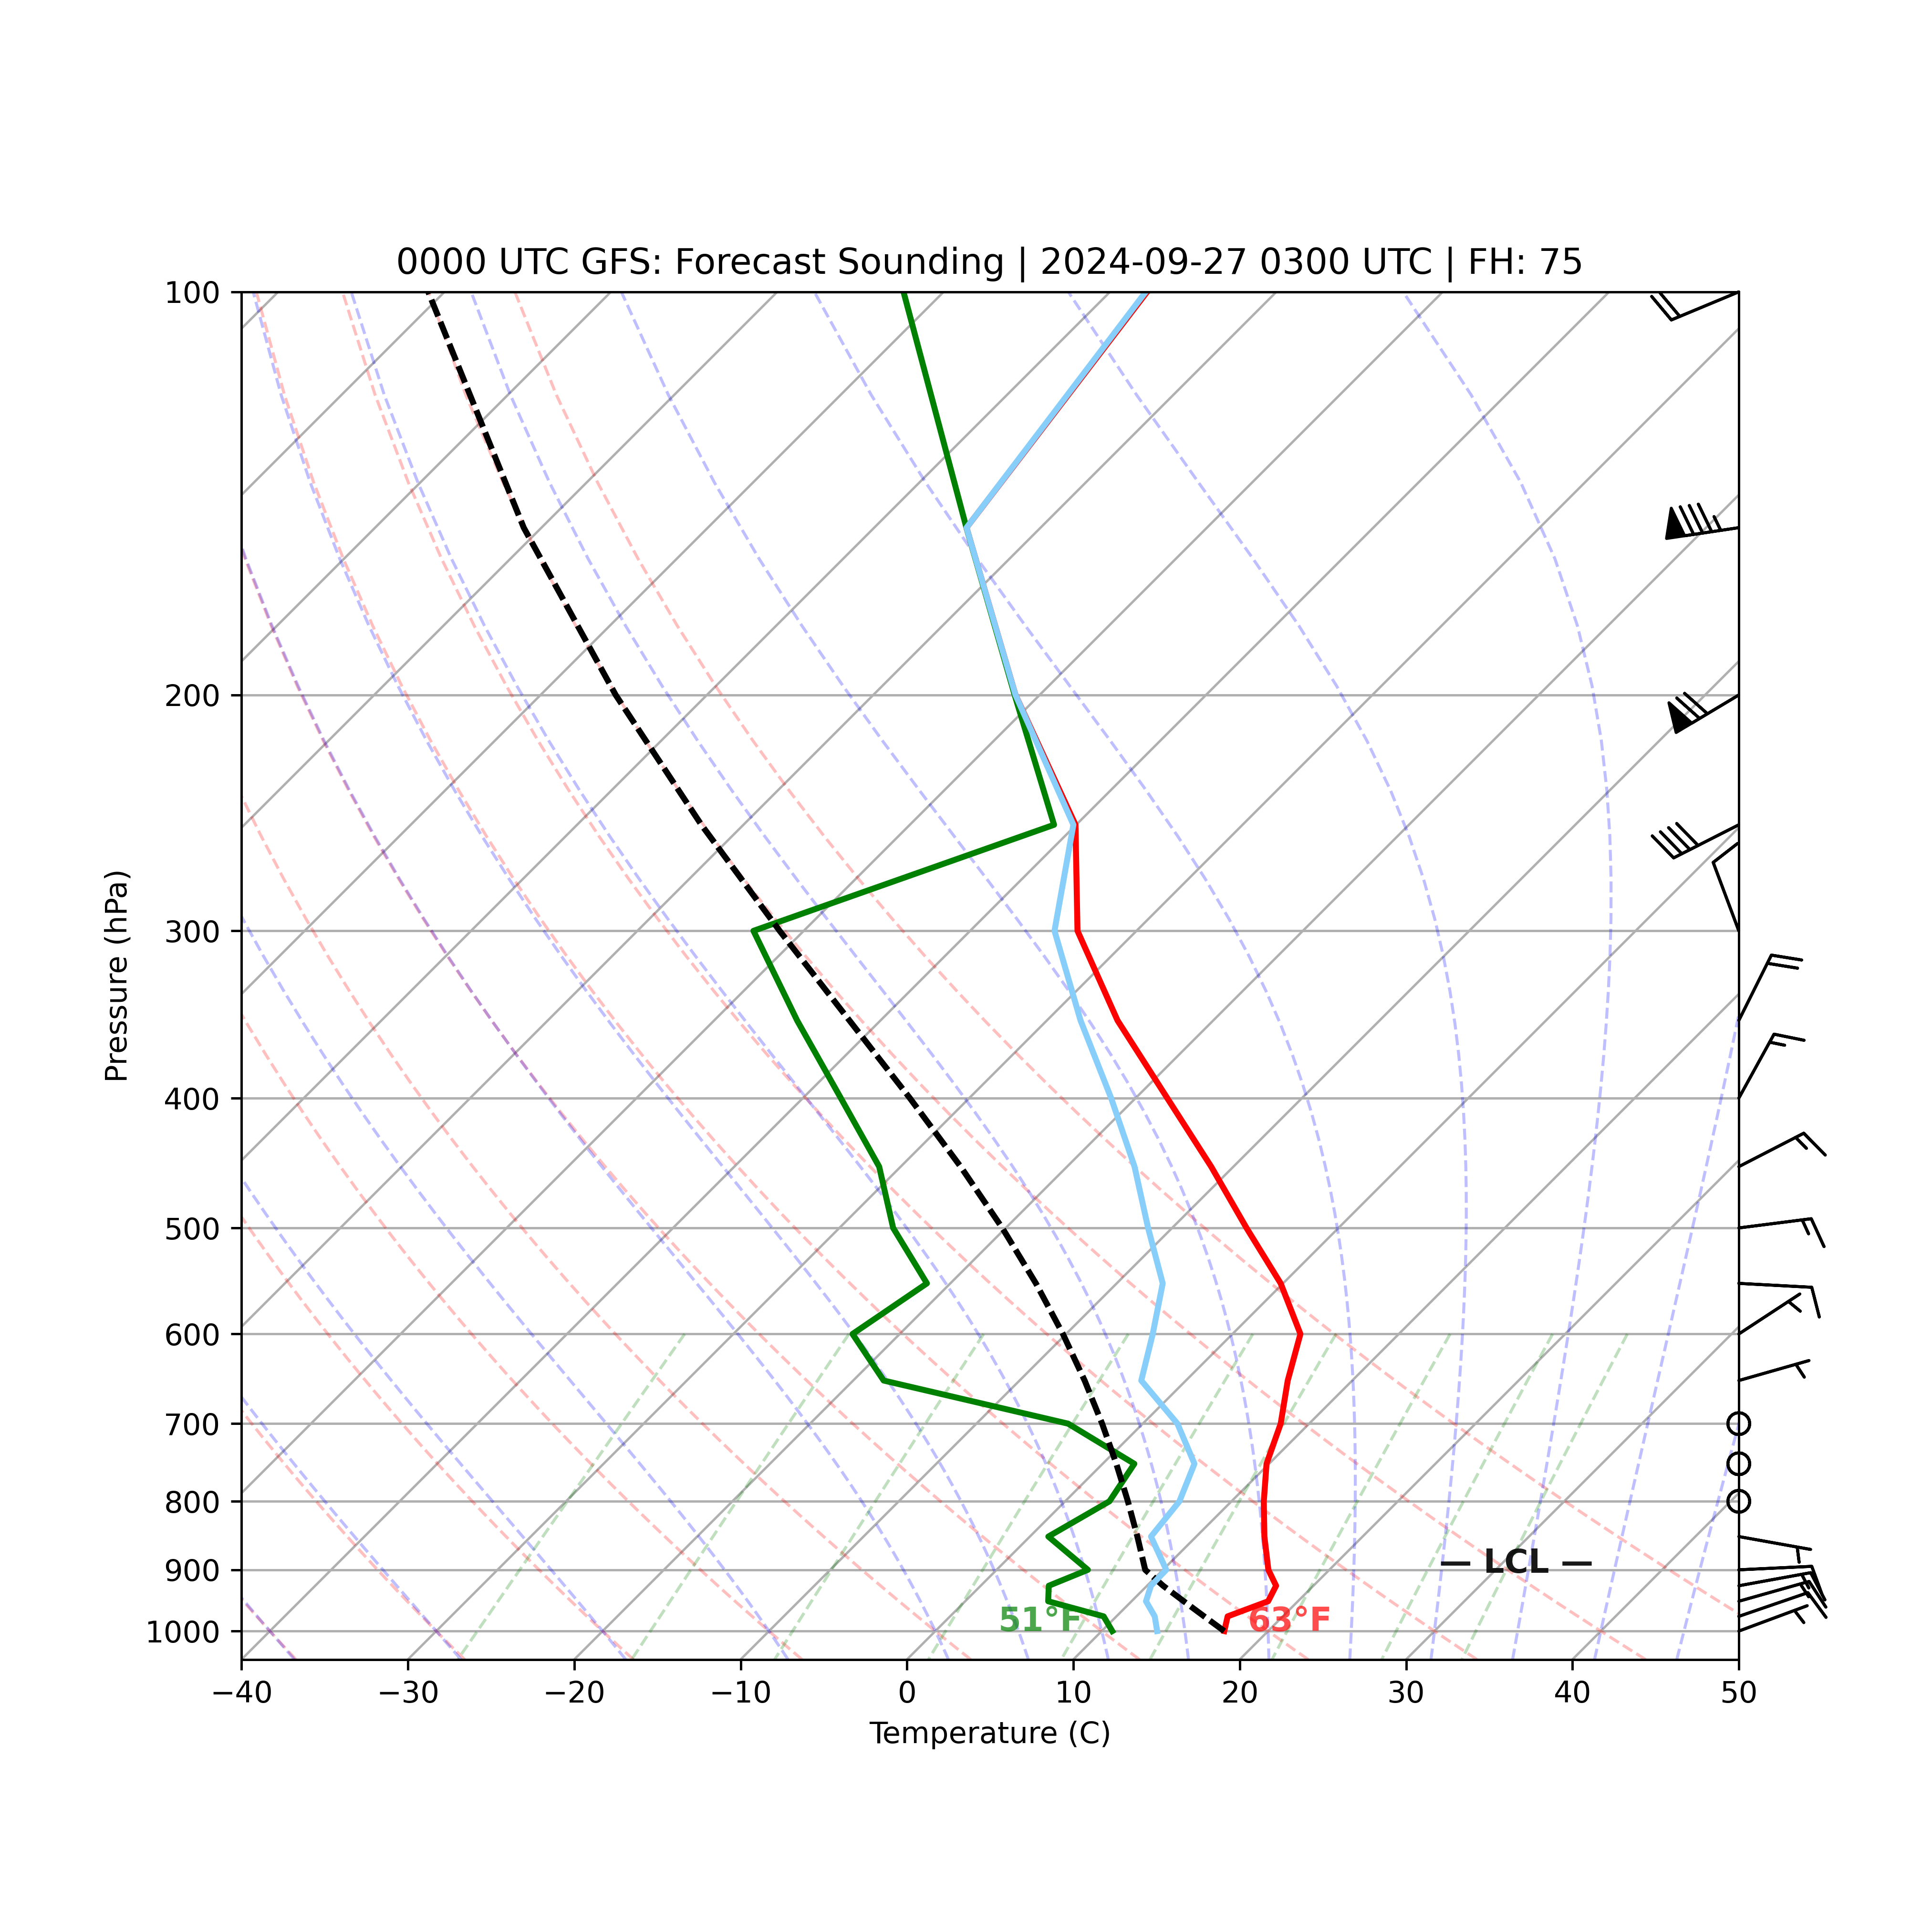 0000 UTC GFS: Forecast Sounding | 2024-09-27 0300 UTC | FH: 75
100
200
300
400
500
600
700
800
900
1000
Pressure (hPa)
— LCL —
51°F
63°F
−40 −30 −20 −10 0 10 20 30 40 50
Temperature (C)